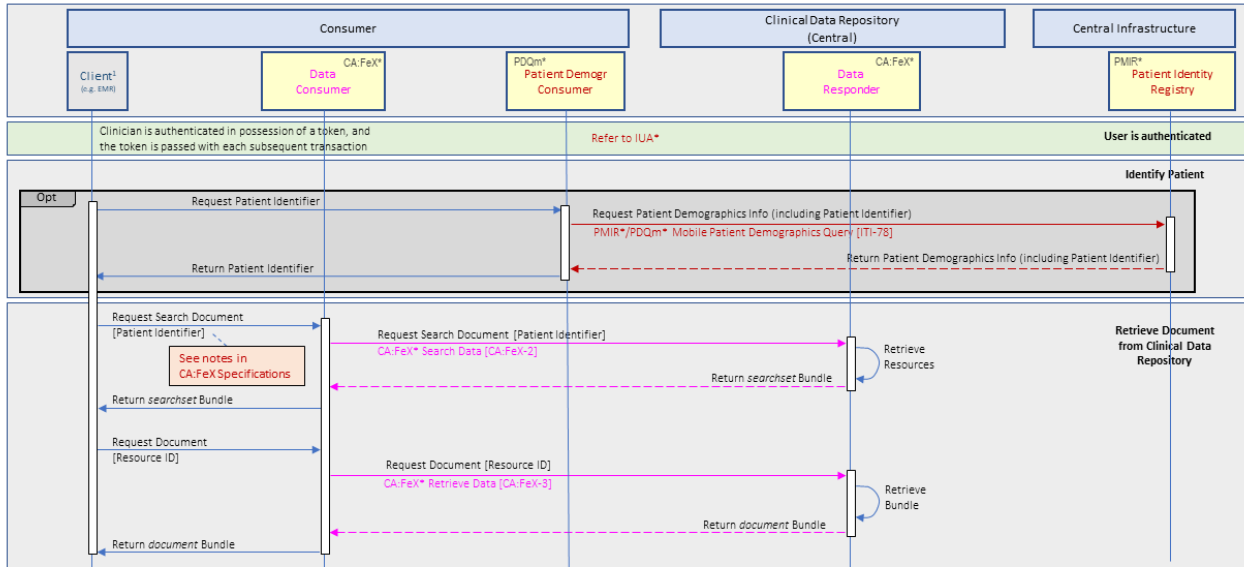 Consumer
Clinical Data Repository
(Central)
Central Infrastructure
Client1
(e.g. EMR)
CA:FeX*
Data
Consumer
PDQm*
Patient Demogr
Consumer
CA:FeX*
Data
Responder
PMIR*
Patient Identity
Registry
Clinician is authenticated in possession of a token, and
the token is passed with each subsequent transaction
Refer to IUA*
User is authenticated
Identify Patient
Opt
Request Patient Identifier
Request Patient Demographics Info (including Patient Identifier)
PMIR*/PDQm* Mobile Patient Demographics Query [ITI-78]
Return Patient Demographics Info (including Patient Identifier)
Return Patient Identifier
Retrieve Document
from Clinical Data
Repository
Request Search Document
[Patient Identifier]
See notes in
CA:FeX Specifications
Request Search Document [Patient Identifier]
CA:FeX* Search Data [CA:FeX-2]
Retrieve
Resources
Return searchset Bundle
Return searchset Bundle
Request Document
[Resource ID]
Request Document [Resource ID]
CA:FeX* Retrieve Data [CA:FeX-3]
Retrieve
Bundle
Return document Bundle
Return document Bundle